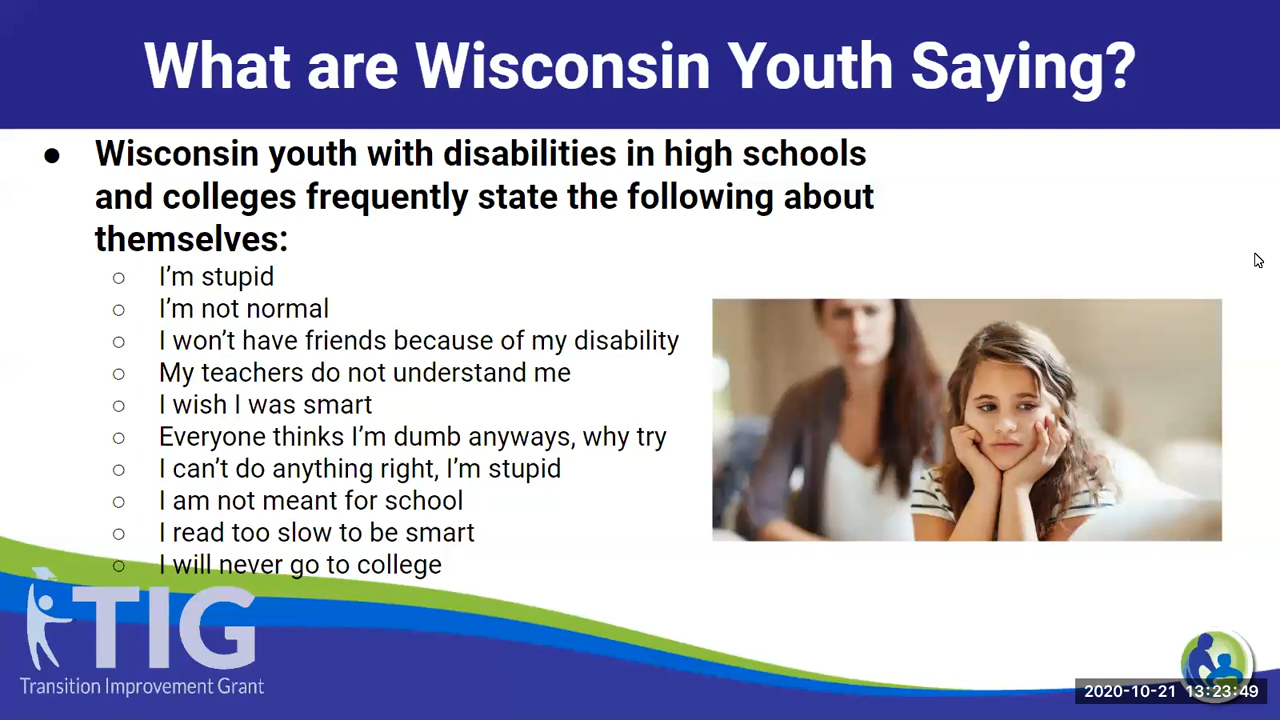 What are Wisconsin Youth Saying?
● Wisconsin youth with disabilities in high schools
and colleges frequently state the following about
themselves:
○ I’m stupid
○ I’m not normal
○ I won’t have friends because of my disability
○ My teachers do not understand me
○ I wish I was smart
○ Everyone thinks I’m dumb anyways, why try
○ I can’t do anything right, I’m stupid
○ I am not meant for school
○ I read too slow to be smart
○ I will never go to college
TIG
Transition Improvement Grant
2020-10-21 13:23:49